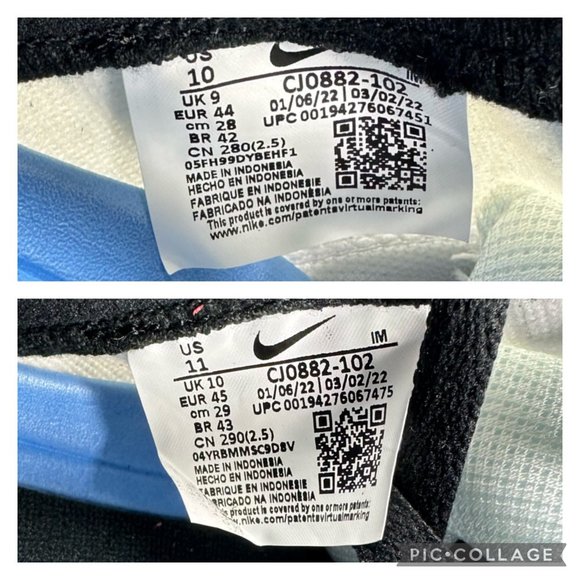 US
10
UK 9
EUR 44
cm 28
BR 42
CN 280(2.5)
05FH99DYBEHF1
IM
CJ0882-102
01/06/22 | 03/02/22
UPC 00194276067451
MADE IN INDONESIA
HECHO EN INDONESIA
FABRIQUE EN INDONESIE
FABRICADO NA INDONESIA
This product is covered by one or more patents:
www.nike.com/patentsvirtualmarking
US
11
UK 10
EUR 45
cm 29
BR 43
CN 290(2.5)
04YRBMMSC9D8V
IM
CJ0882-102
01/06/22 | 03/02/22
UPC 00194276067475
MADE IN INDONESIA
HECHO EN INDONESIA
FABRIQUE EN INDONESIE
FABRICADO NA INDONESIA
This product is covered by one or more patents:
www.nike.com/patentsvirtualmarking
PIC•COLLAGE